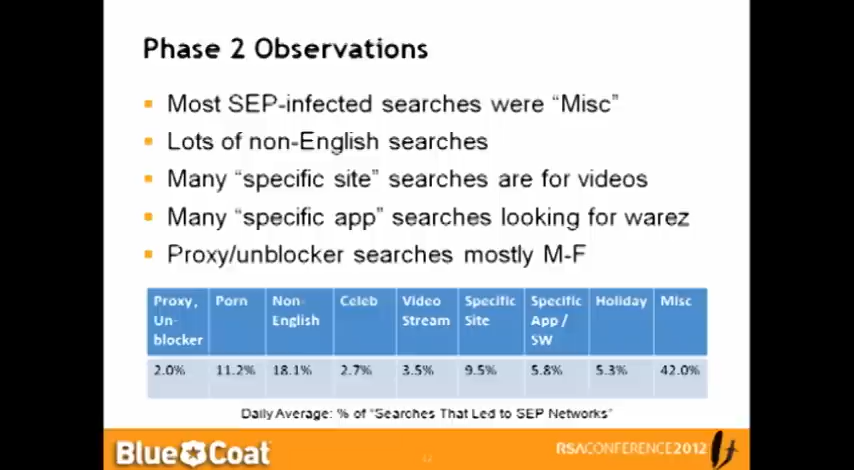 Phase 2 Observations
Most SEP-infected searches were "Misc"
Lots of non-English searches
Many "specific site" searches are for videos
Many "specific app" searches looking for warez
Proxy/unblocker searches mostly M-F
Proxy, Un-blocker Porn Non-English Celeb Video Stream Specific Site Specific App / SW Holiday Misc
2.0% 11.2% 18.1% 2.7% 3.5% 9.5% 5.8% 5.3% 42.0%
Daily Average: % of "Searches That Led to SEP Networks"
Blue Coat
RSACONFERENCE2012